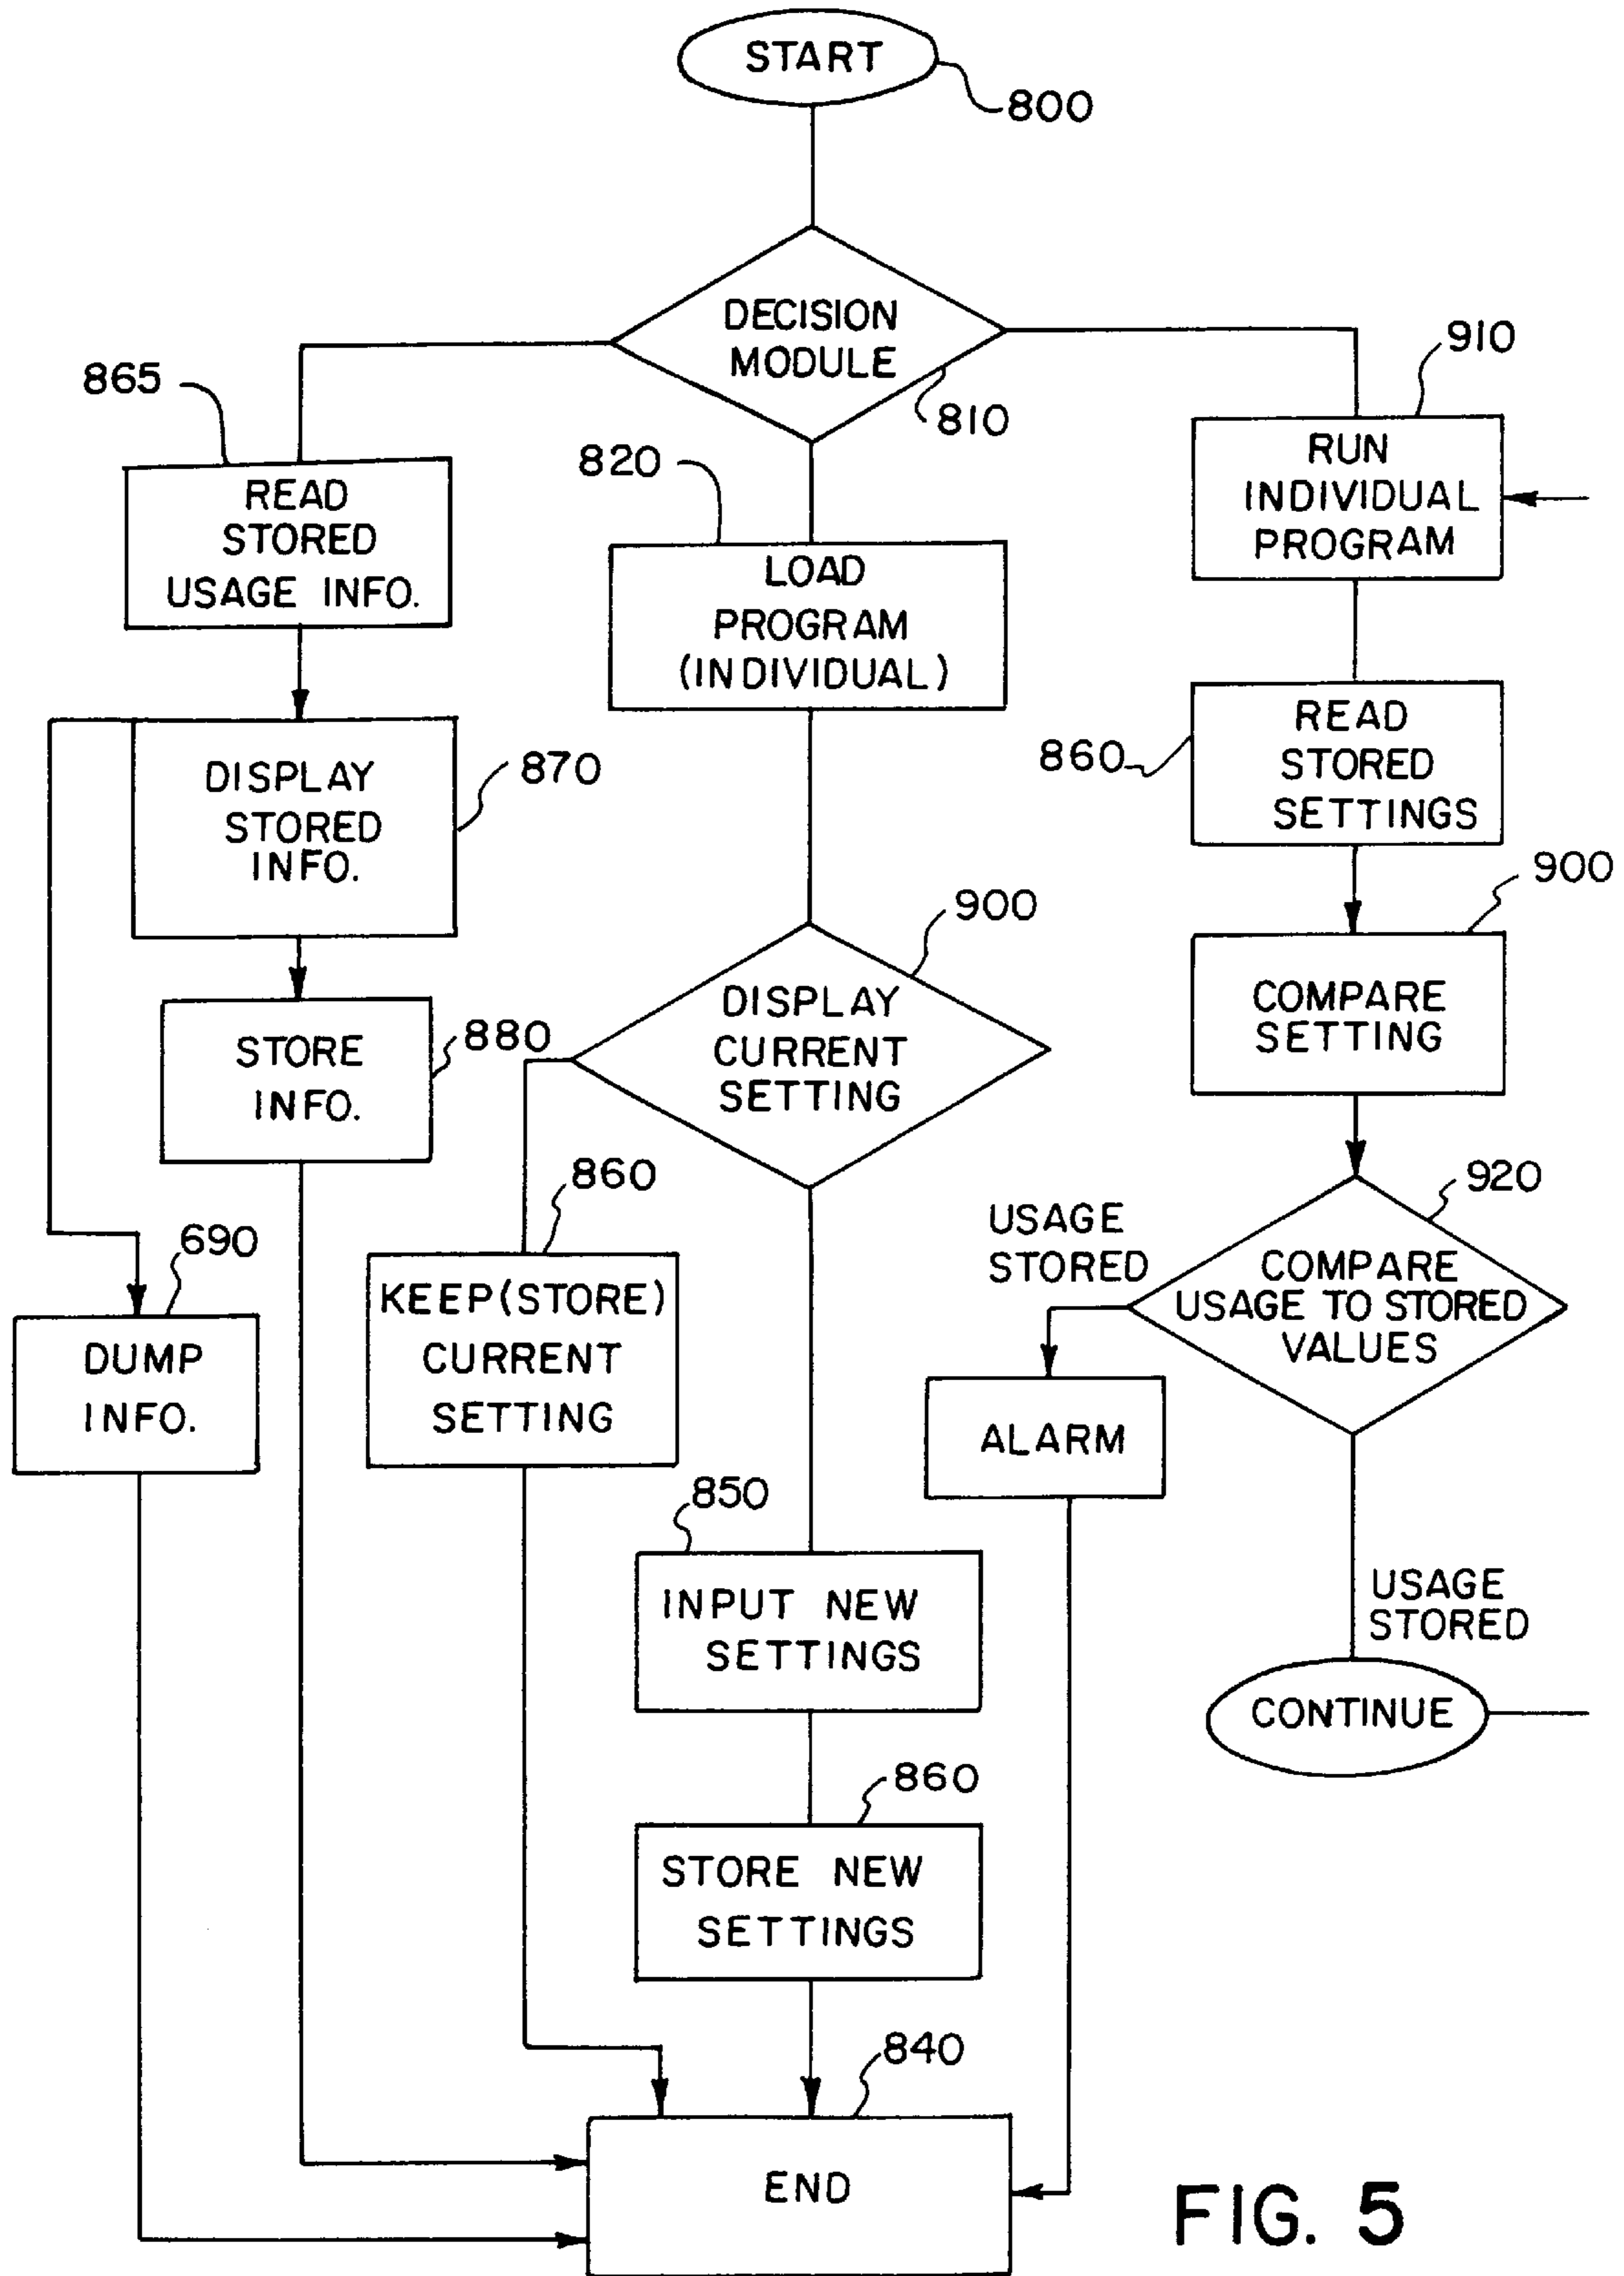 START
800
DECISION
MODULE
810
865
READ
STORED
USAGE INFO.
820
LOAD
PROGRAM
(INDIVIDUAL)
910
RUN
INDIVIDUAL
PROGRAM
DISPLAY
STORED
INFO.
870
860
READ
STORED
SETTINGS
900
DISPLAY
CURRENT
SETTING
900
COMPARE
SETTING
STORE
INFO.
880
690
DUMP
INFO.
860
KEEP(STORE)
CURRENT
SETTING
920
COMPARE
USAGE TO STORED
VALUES
USAGE
STORED
ALARM
850
INPUT NEW
SETTINGS
USAGE
STORED
CONTINUE
860
STORE NEW
SETTINGS
840
END
FIG. 5